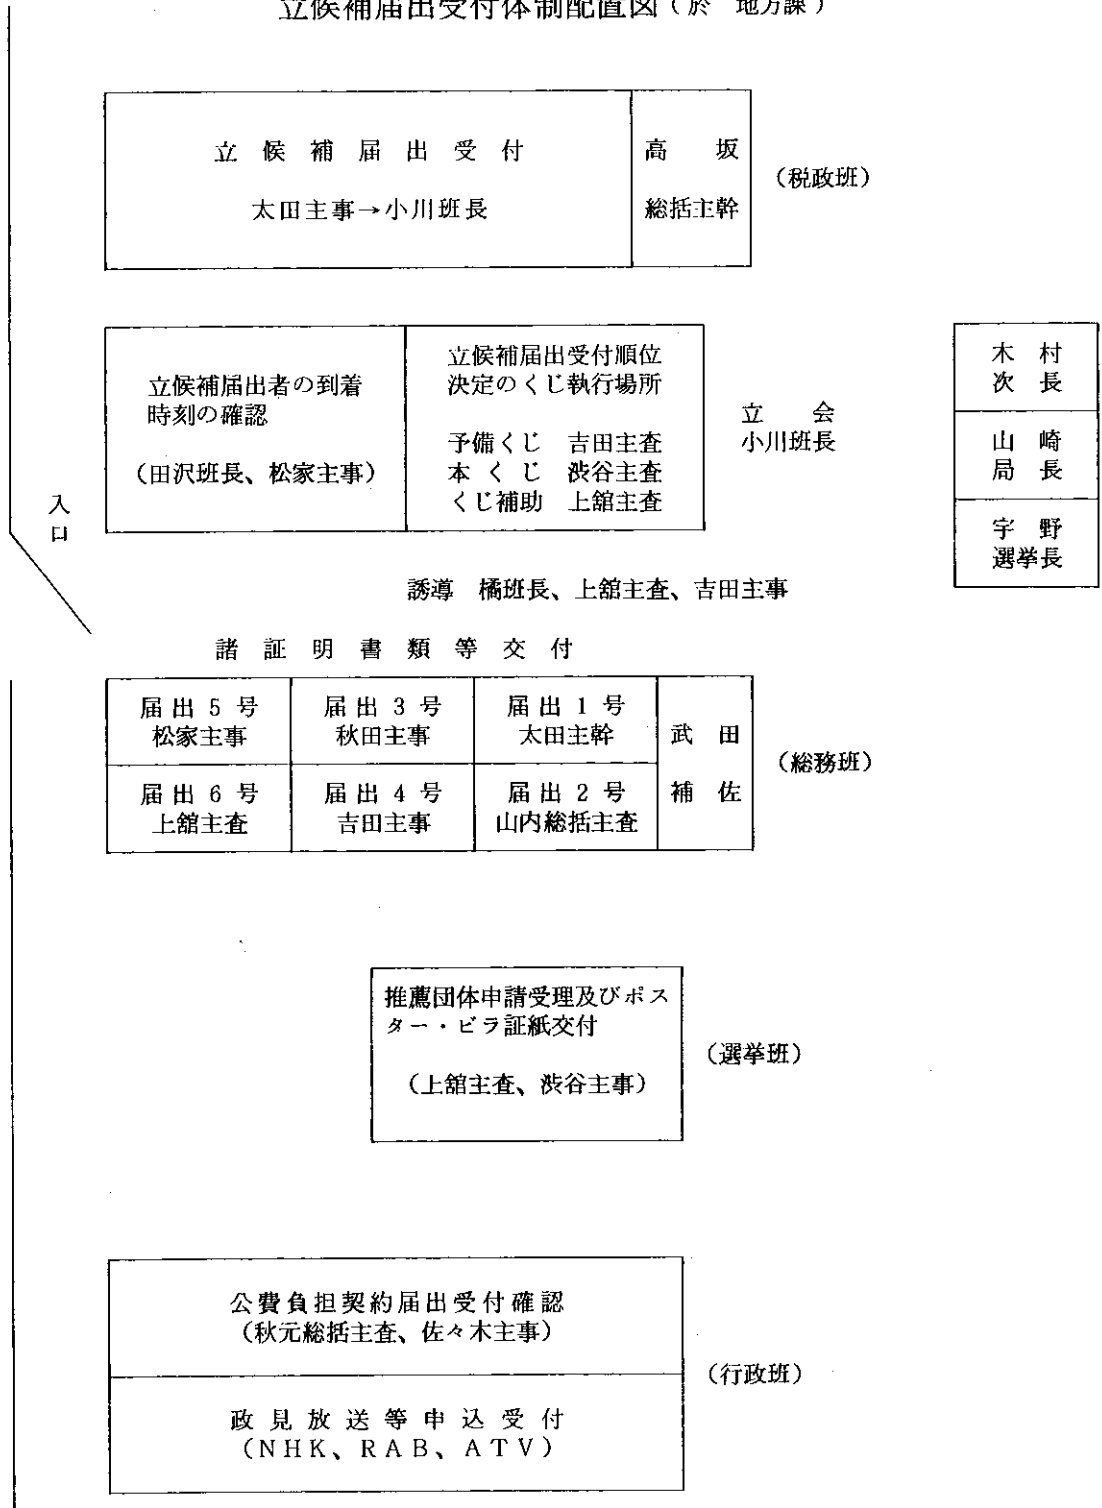 立候補届出受付体制配置図(於 地方課)
立候補届出受付
太田主事→小川班長
高 坂
総括主幹
(税政班)
立候補届出者の到着
時刻の確認
(田沢班長、松家主事)
立候補届出受付順位
決定のくじ執行場所
予備くじ 吉田主査
本くじ 渋谷主査
くじ補助 上舘主査
立 会
小川班長
木 村
次 長
山 崎
局 長
宇 野
選挙長
入
口
誘導 橘班長、上舘主査、吉田主事
諸証明書類等交付
届出5号
松家主事
届出3号
秋田主事
届出1号
太田主幹
届出6号
上舘主査
届出4号
吉田主事
届出2号
山内総括主査
武 田
補 佐
(総務班)
推薦団体申請受理及びポス
ター・ビラ証紙交付
(上舘主査、渋谷主事)
(選挙班)
公費負担契約届出受付確認
(秋元総括主査、佐々木主事)
政見放送等申込受付
(NHK、RAB、ATV)
(行政班)